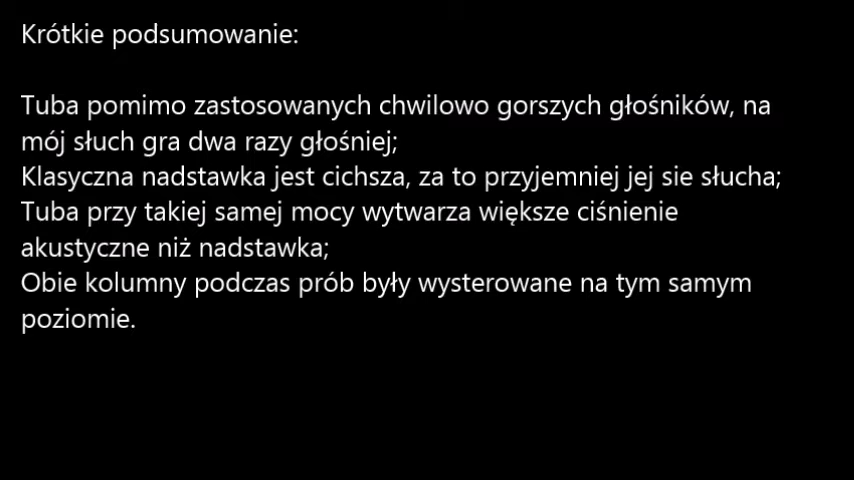 Krótkie podsumowanie:
Tuba pomimo zastosowanych chwilowo gorszych głośników, na
mój słuch gra dwa razy głośniej;
Klasyczna nadstawka jest cichsza, za to przyjemniej jej sie słucha;
Tuba przy takiej samej mocy wytwarza większe ciśnienie
akustyczne niż nadstawka;
Obie kolumny podczas prób były wysterowane na tym samym
poziomie.